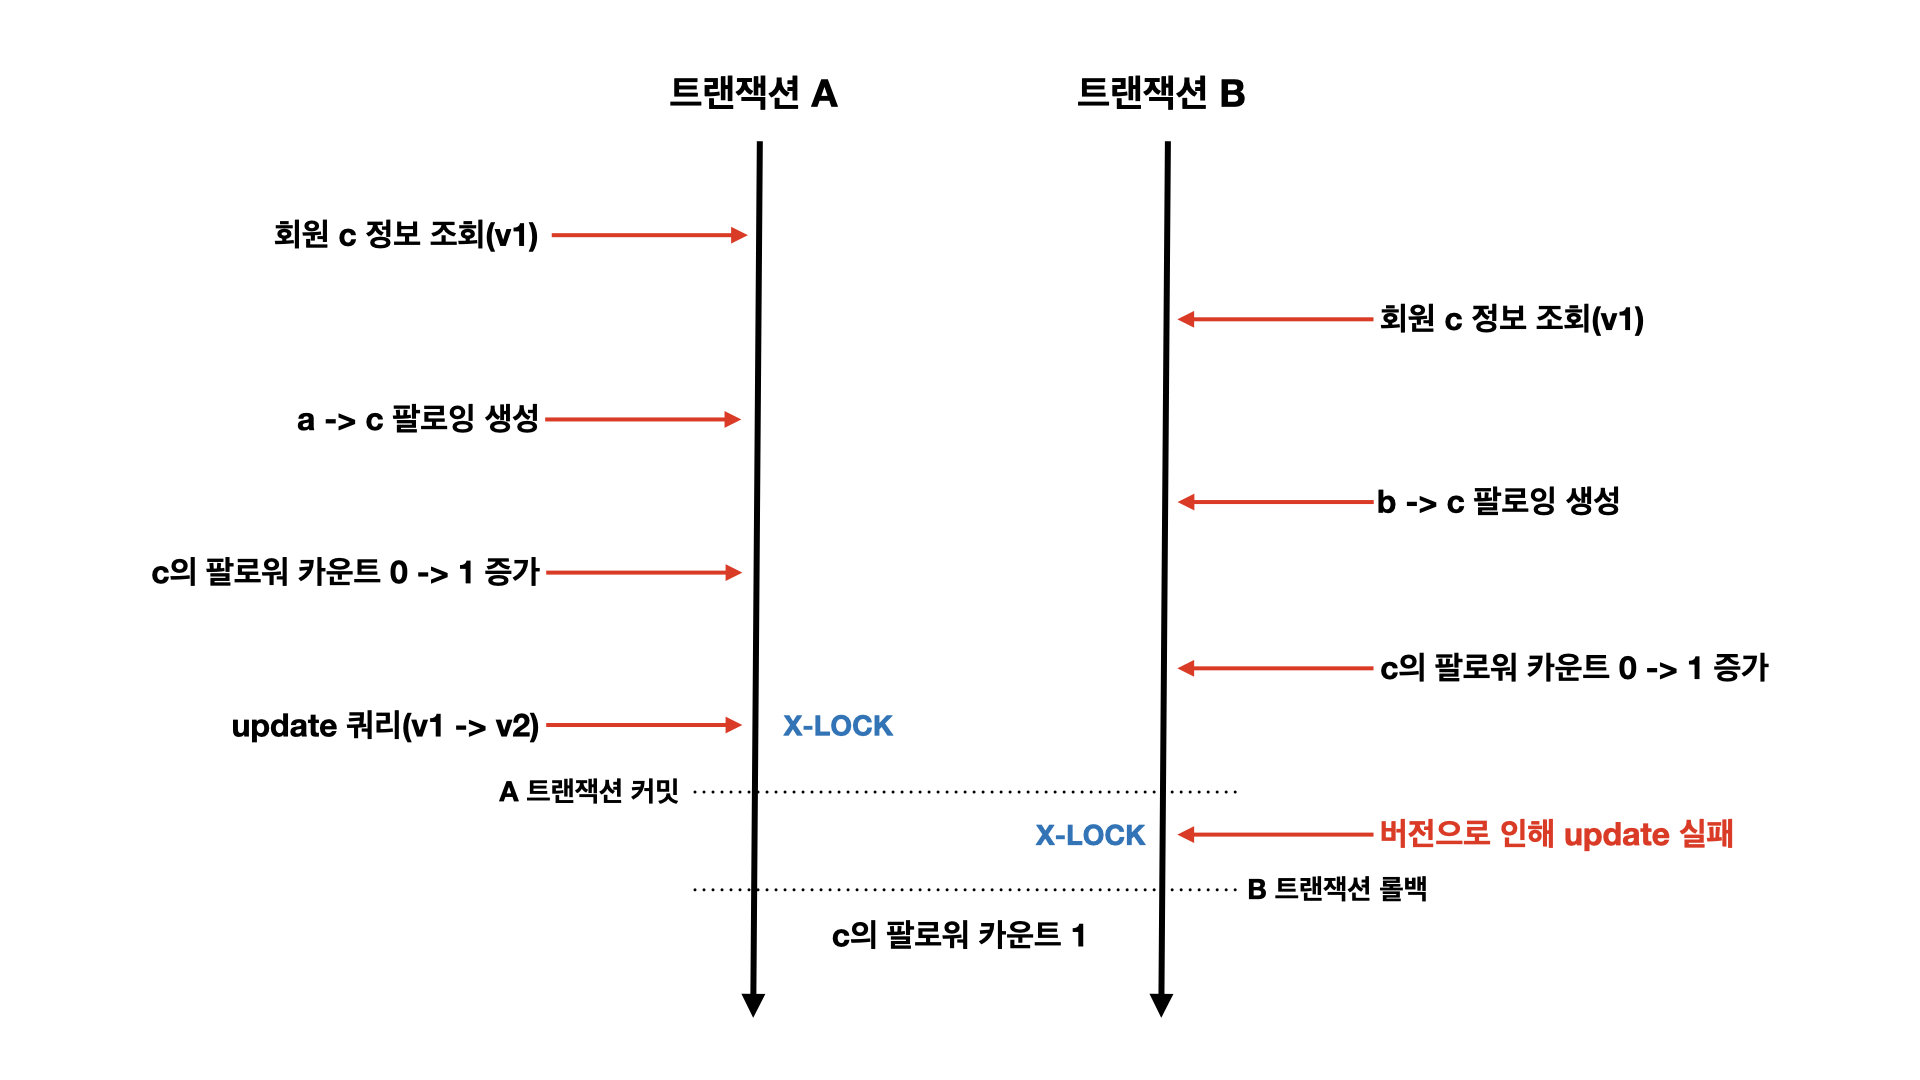 트랜잭션 A
트랜잭션 B
회원 c 정보 조회(v1)
회원 c 정보 조회(v1)
a -> c 팔로잉 생성
b -> c 팔로잉 생성
c의 팔로워 카운트 0 -> 1 증가
c의 팔로워 카운트 0 -> 1 증가
update 쿼리(v1 -> v2)
X-LOCK
A 트랜잭션 커밋
X-LOCK
버전으로 인해 update 실패
B 트랜잭션 롤백
c의 팔로워 카운트 1